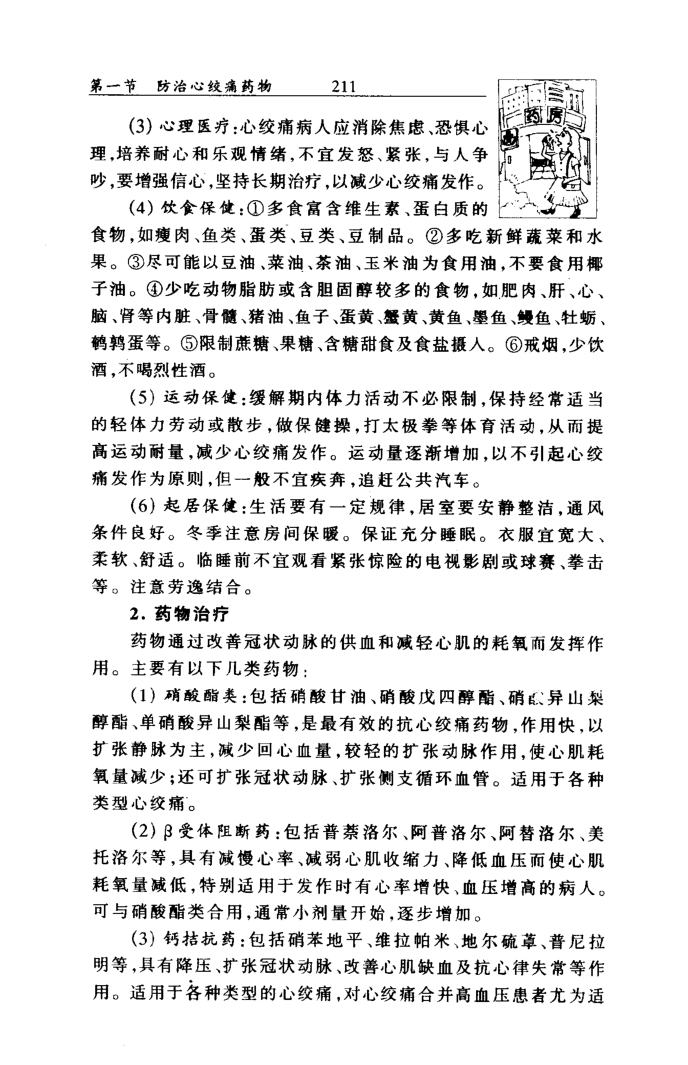 第一节 防治心绞痛药物 211
药房
(3) 心理医疗:心绞痛病人应消除焦虑、恐惧心
理,培养耐心和乐观情绪,不宜发怒、紧张,与人争
吵,要增强信心,坚持长期治疗,以减少心绞痛发作。
(4) 饮食保健:①多食富含维生素、蛋白质的
食物,如瘦肉、鱼类、蛋类、豆类、豆制品。②多吃新鲜蔬菜和水
果。③尽可能以豆油、菜油、茶油、玉米油为食用油,不要食用椰
子油。④少吃动物脂肪或含胆固醇较多的食物,如肥肉、肝、心、
脑、肾等内脏、骨髓、猪油、鱼子、蛋黄、蟹黄、黄鱼、墨鱼、鳗鱼、牡蛎、
鹌鹑蛋等。⑤限制蔗糖、果糖、含糖甜食及食盐摄人。⑥戒烟,少饮
酒,不喝烈性酒。
(5) 运动保健:缓解期内体力活动不必限制,保持经常适当
的轻体力劳动或散步,做保健操,打太极拳等体育活动,从而提
高运动耐量,减少心绞痛发作。运动量逐渐增加,以不引起心绞
痛发作为原则,但一般不宜疾奔,追赶公共汽车。
(6) 起居保健:生活要有一定规律,居室要安静整洁,通风
条件良好。冬季注意房间保暖。保证充分睡眠。衣服宜宽大、
柔软、舒适。临睡前不宜观看紧张惊险的电视影剧或球赛、拳击
等。注意劳逸结合。
2. 药物治疗
药物通过改善冠状动脉的供血和减轻心肌的耗氧而发挥作
用。主要有以下几类药物:
(1) 硝酸酯类:包括硝酸甘油、硝酸戊四醇酯、硝酸异山梨
醇酯、单硝酸异山梨酯等,是最有效的抗心绞痛药物,作用快,以
扩张静脉为主,减少回心血量,较轻的扩张动脉作用,使心肌耗
氧量减少;还可扩张冠状动脉、扩张侧支循环血管。适用于各种
类型心绞痛。
(2) β受体阻断药:包括普萘洛尔、阿普洛尔、阿替洛尔、美
托洛尔等,具有减慢心率、减弱心肌收缩力、降低血压而使心肌
耗氧量减低,特别适用于发作时有心率增快、血压增高的病人。
可与硝酸酯类合用,通常小剂量开始,逐步增加。
(3) 钙拮抗药:包括硝苯地平、维拉帕米、地尔硫䓬、普尼拉
明等,具有降压、扩张冠状动脉、改善心肌缺血及抗心律失常等作
用。适用于各种类型的心绞痛,对心绞痛合并高血压患者尤为适